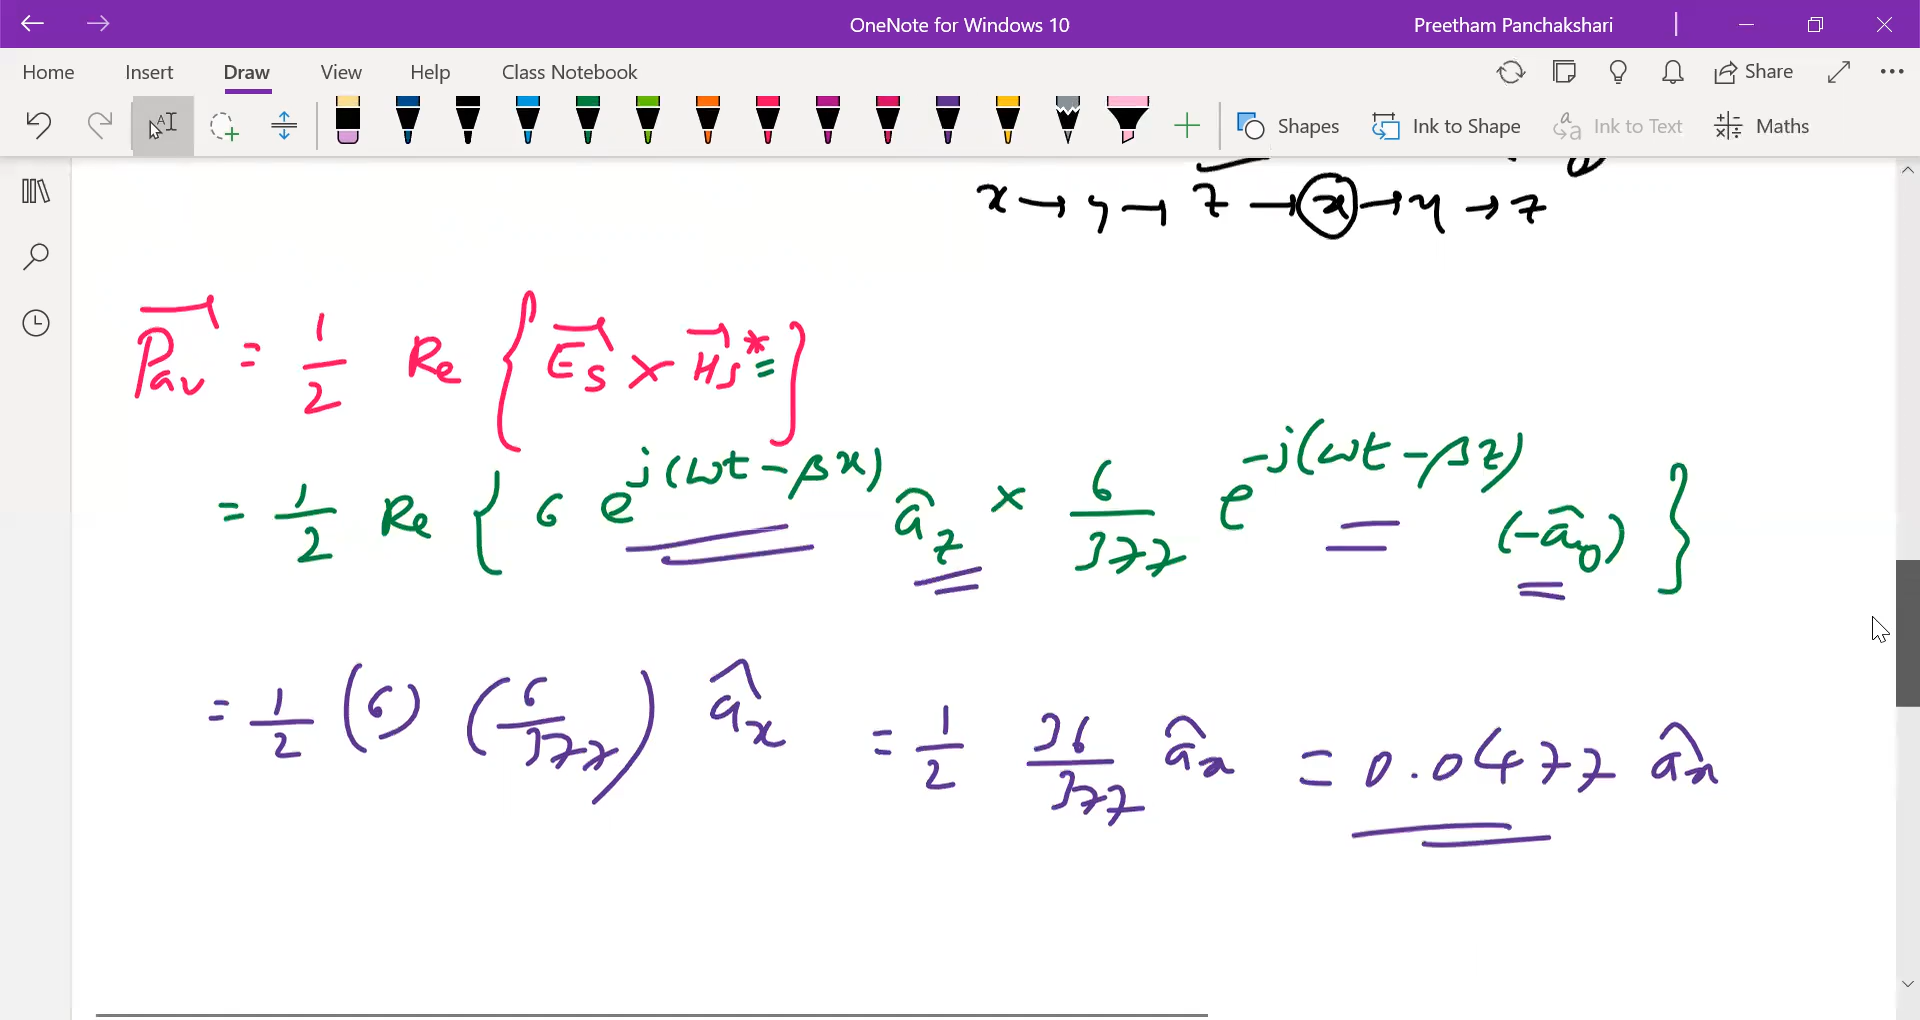 OneNote for Windows 10 Preetham Panchakshari
Home Insert Draw View Help Class Notebook Share
Shapes Ink to Shape Ink to Text Maths
x → y → z → x → y → z
P⃗av = 1/2 Re { E⃗s × H⃗s* }
= 1/2 Re { 6 e^j(ωt - βx) âz × 6/377 e^-j(ωt - βz) (-ây) }
= 1/2 (6) (6/377) âx = 1/2 36/377 âx = 0.0477 âx